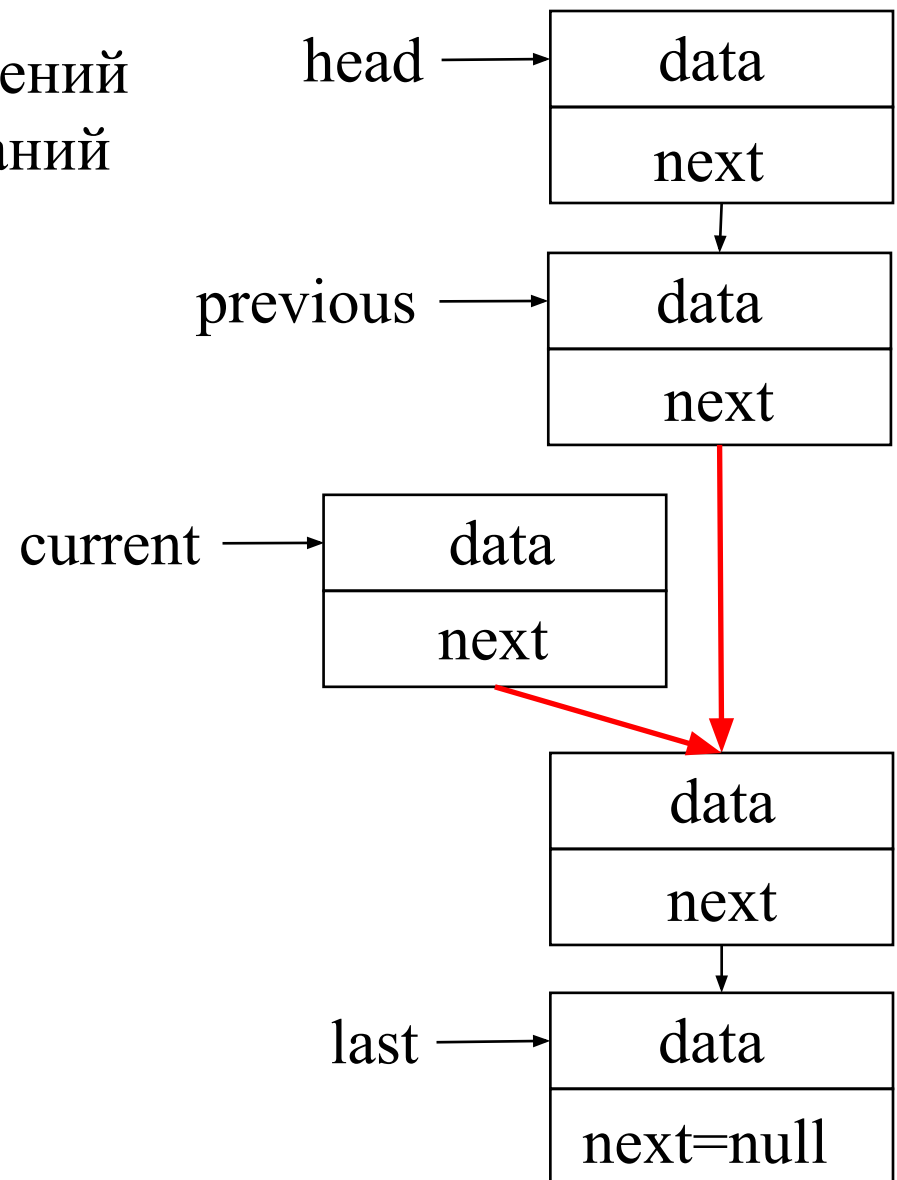 head
data
ений
аний
next
previous
data
next
current
data
next
data
next
last
data
next=null